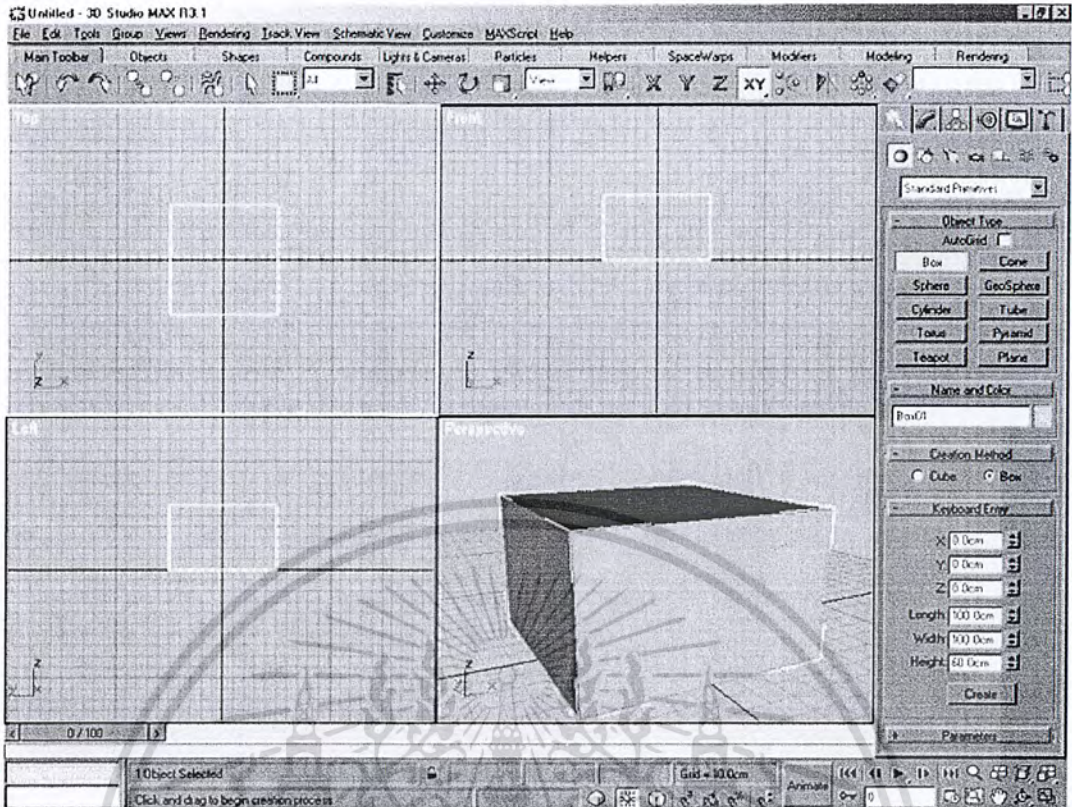 Untitled - 3D Studio MAX R3.1
File Edit Tools Group Views Rendering Track View Schematic View Customize MAXScript Help
Main Toolbar Objects Shapes Compounds Lights & Cameras Particles Helpers SpaceWarps Modifiers Modeling Rendering
All View X Y Z XY
Top Front
Standard Primitives
Object Type
AutoGrid
Box Cone
Sphere GeoSphere
Cylinder Tube
Torus Pyramid
Teapot Plane
Name and Color
Box01
Creation Method
Cube Box
Keyboard Entry
X 0.0cm
Y 0.0cm
Z 0.0cm
Length 100.0cm
Width 100.0cm
Height 60.0cm
Create
Parameters
y
z x
z
x
Left Perspective
z
z
0 / 100
1 Object Selected Grid = 10.0cm Animate
Click and drag to begin creation process 0